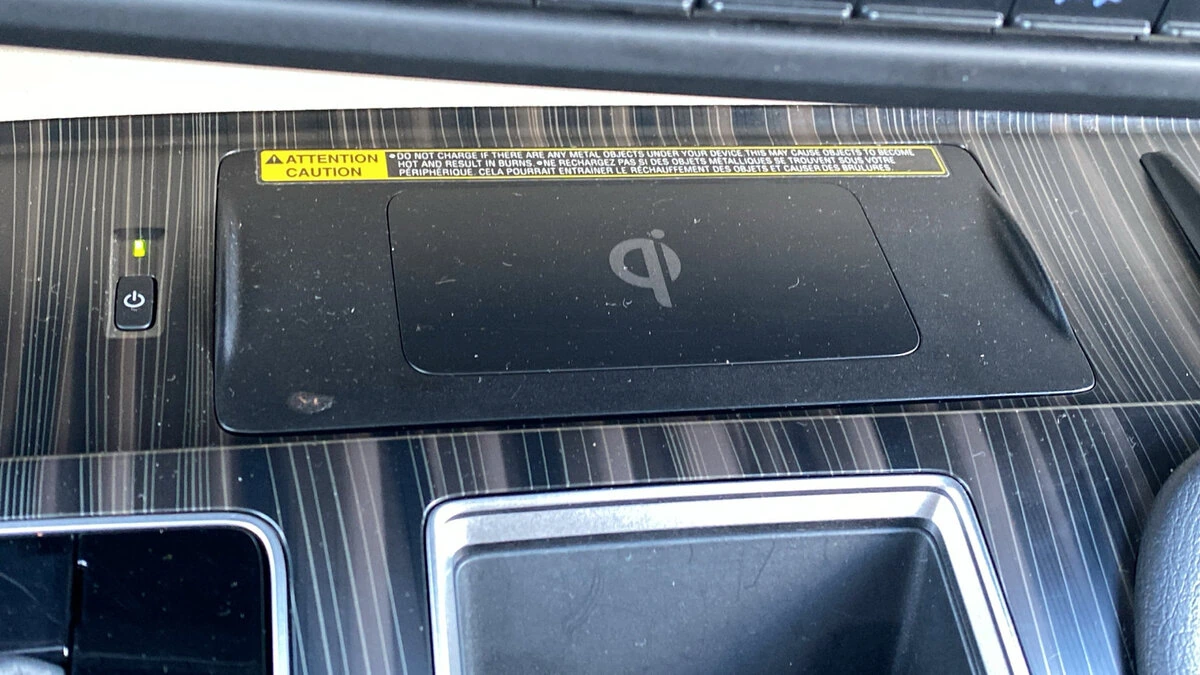 ATTENTION
CAUTION
•DO NOT CHARGE IF THERE ARE ANY METAL OBJECTS UNDER YOUR DEVICE.THIS MAY CAUSE OBJECTS TO BECOME
HOT AND RESULT IN BURNS. •NE RECHARGEZ PAS SI DES OBJETS MÉTALLIQUES SE TROUVENT SOUS VOTRE
PÉRIPHÉRIQUE. CELA POURRAIT ENTRAÎNER LE RÉCHAUFFEMENT DES OBJETS ET CAUSER DES BRÛLURES.
qi